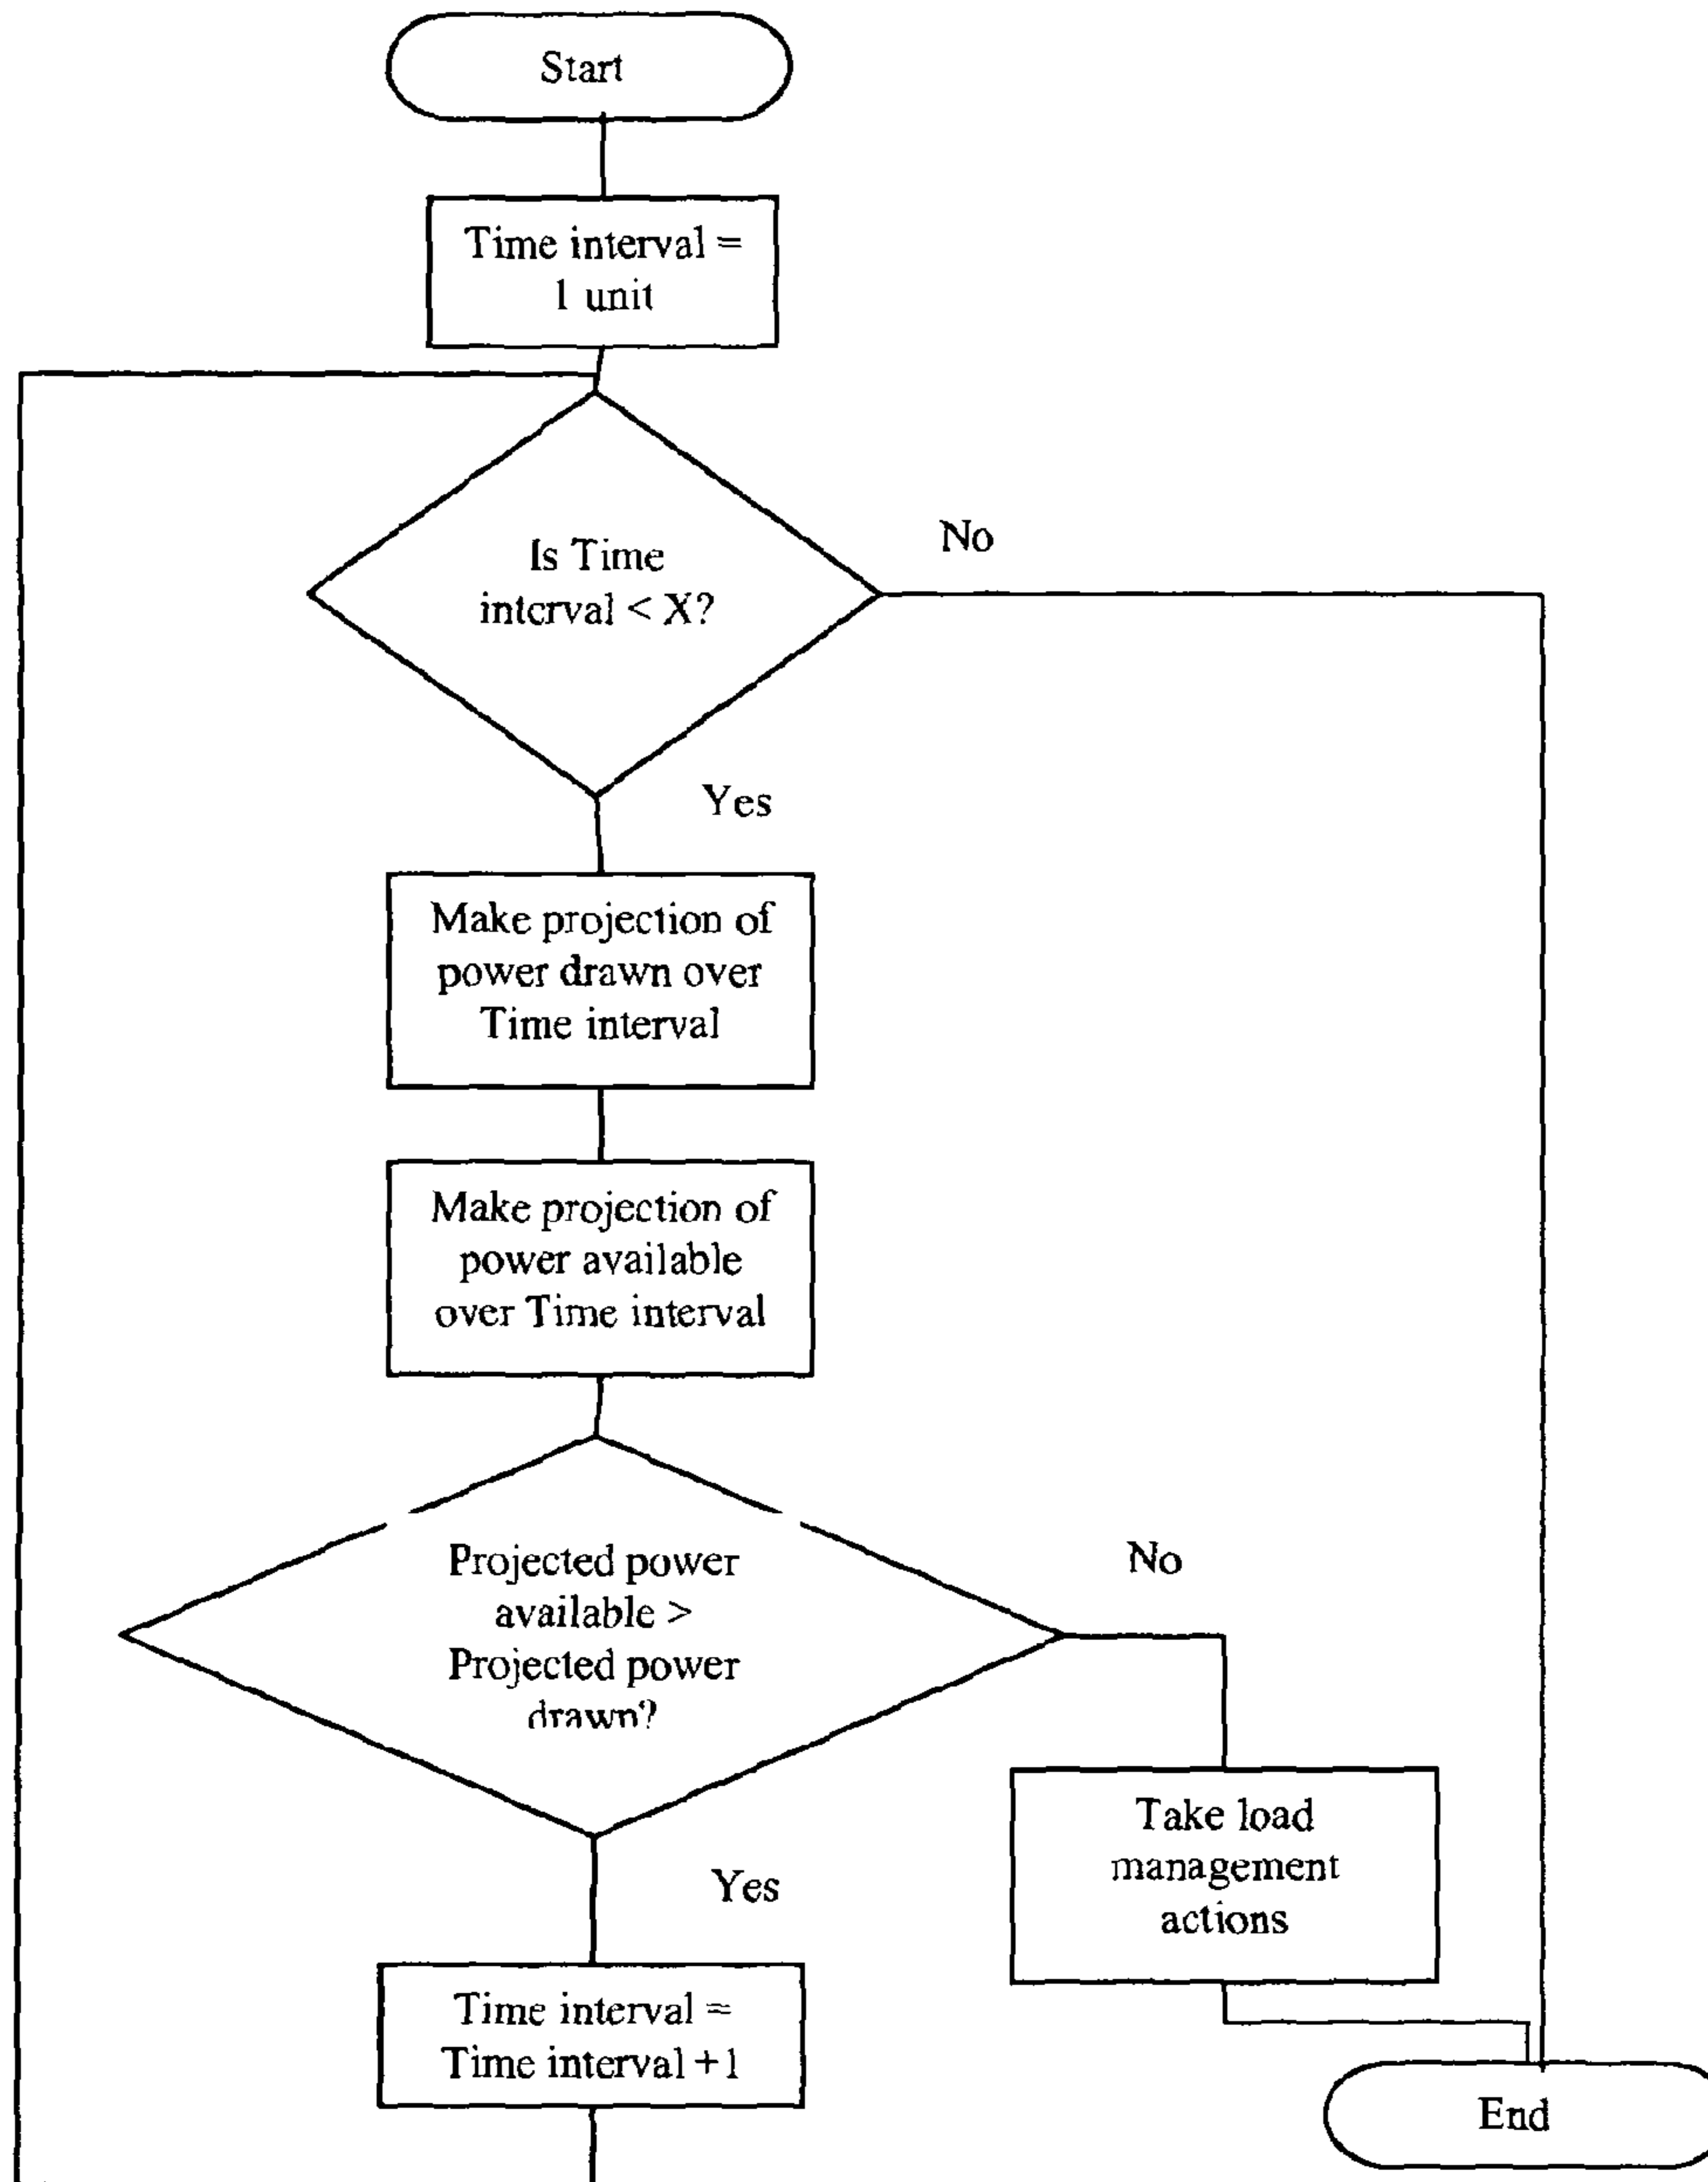 Start
Time interval =
1 unit
Is Time
interval < X?
No
Yes
Make projection of
power drawn over
Time interval
Make projection of
power available
over Time interval
Projected power
available >
Projected power
drawn?
No
Yes
Take load
management
actions
Time interval =
Time interval +1
End